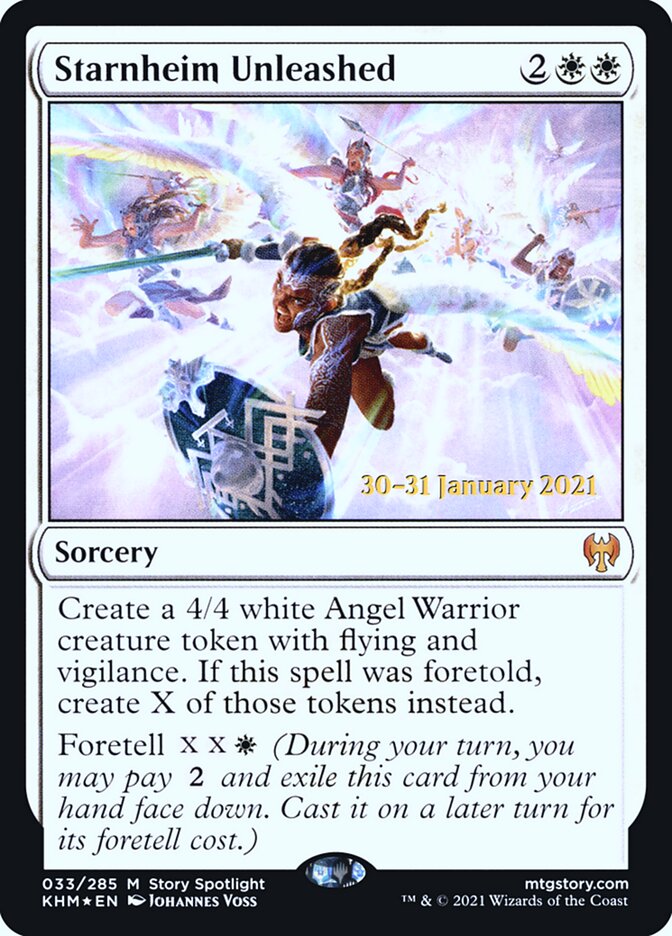 Starnheim Unleashed 2
30–31 January 2021
Sorcery
Create a 4/4 white Angel Warrior
creature token with flying and
vigilance. If this spell was foretold,
create X of those tokens instead.
Foretell X X (During your turn, you
may pay 2 and exile this card from your
hand face down. Cast it on a later turn for
its foretell cost.)
033/285 M Story Spotlight
KHM★EN Johannes Voss
mtgstory.com
™ & © 2021 Wizards of the Coast